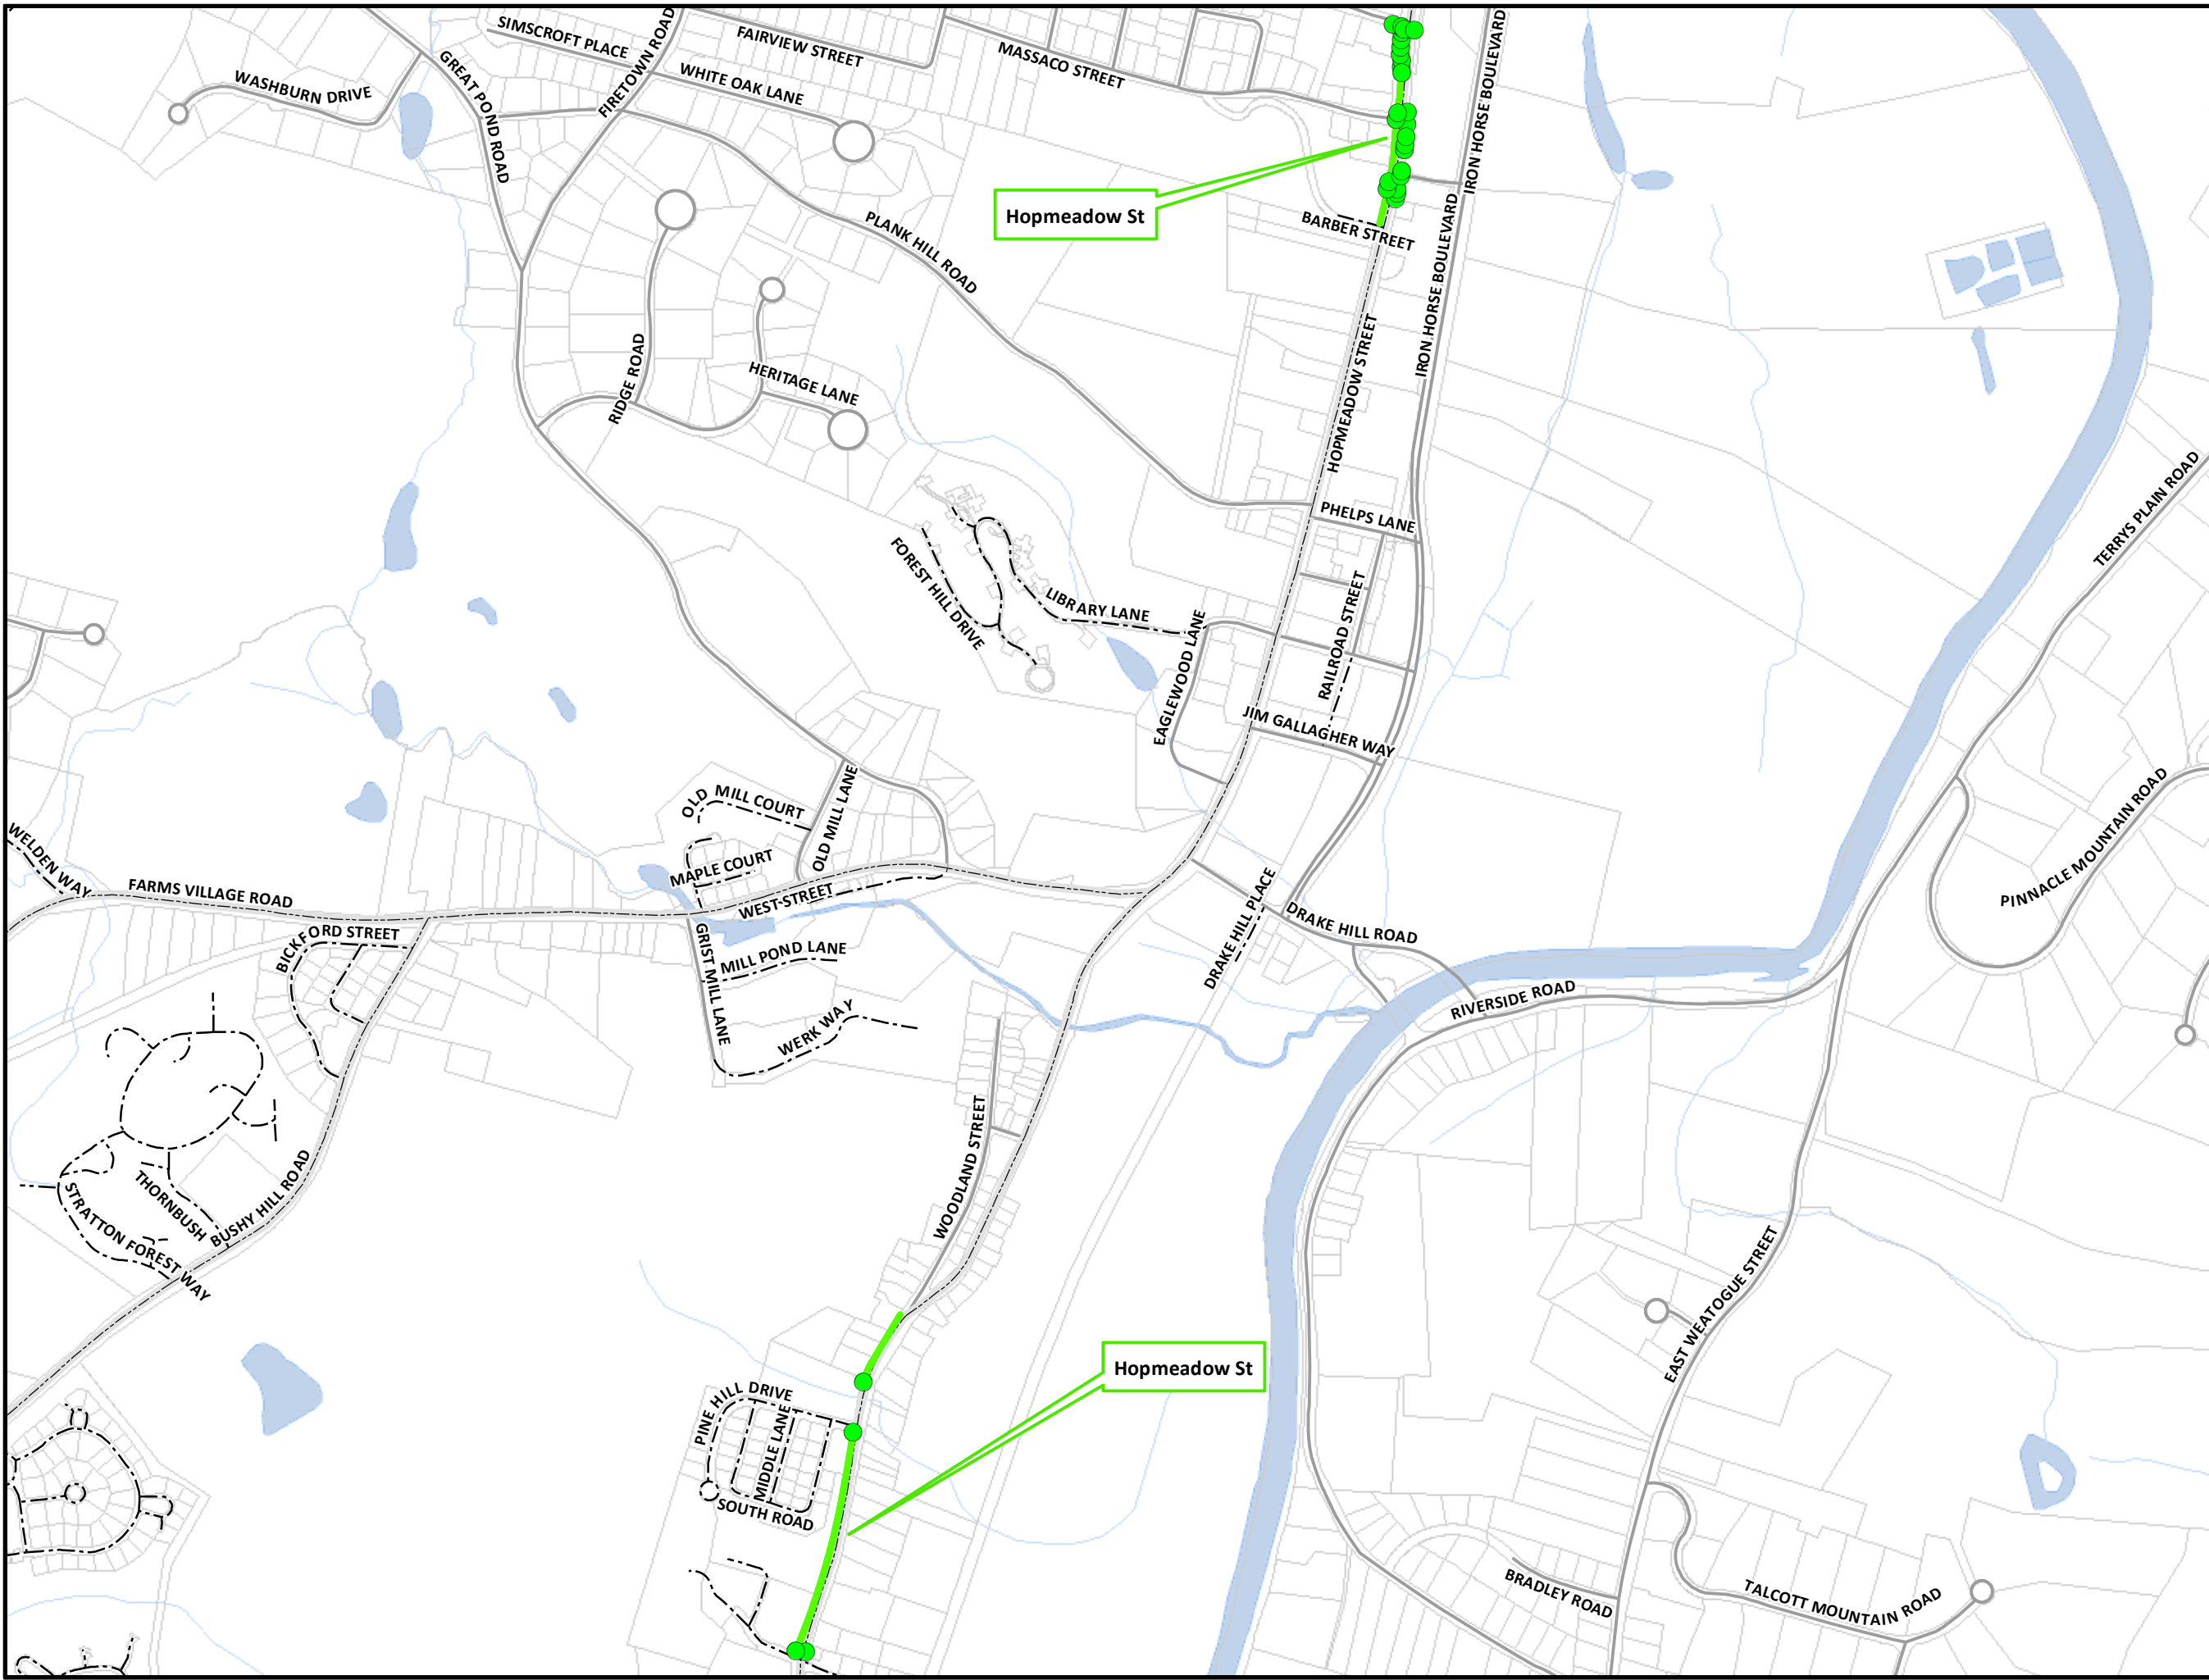 SIMSCROFT PLACE
FIRETOWN ROAD
FAIRVIEW STREET
MASSACO STREET
IRON HORSE BOULEVARD
WASHBURN DRIVE
GREAT POND ROAD
WHITE OAK LANE
Hopmeadow St
BARBER STREET
PLANK HILL ROAD
IRON HORSE BOULEVARD
HOPMEADOW STREET
RIDGE ROAD
HERITAGE LANE
PHELPS LANE
TERRYS PLAIN ROAD
FOREST HILL DRIVE
LIBRARY LANE
EAGLEWOOD LANE
RAILROAD STREET
JIM GALLAGHER WAY
OLD MILL COURT
OLD MILL LANE
MAPLE COURT
WELDEN WAY
FARMS VILLAGE ROAD
WEST STREET
PINNACLE MOUNTAIN ROAD
DRAKE HILL PLACE
DRAKE HILL ROAD
BICKFORD STREET
GRIST MILL LANE
MILL POND LANE
RIVERSIDE ROAD
WERK WAY
WOODLAND STREET
THORNBUSH
BUSHY HILL ROAD
STRATTON FOREST WAY
EAST WEATOGUE STREET
Hopmeadow St
PINE HILL DRIVE
MIDDLE LANE
SOUTH ROAD
BRADLEY ROAD
TALCOTT MOUNTAIN ROAD